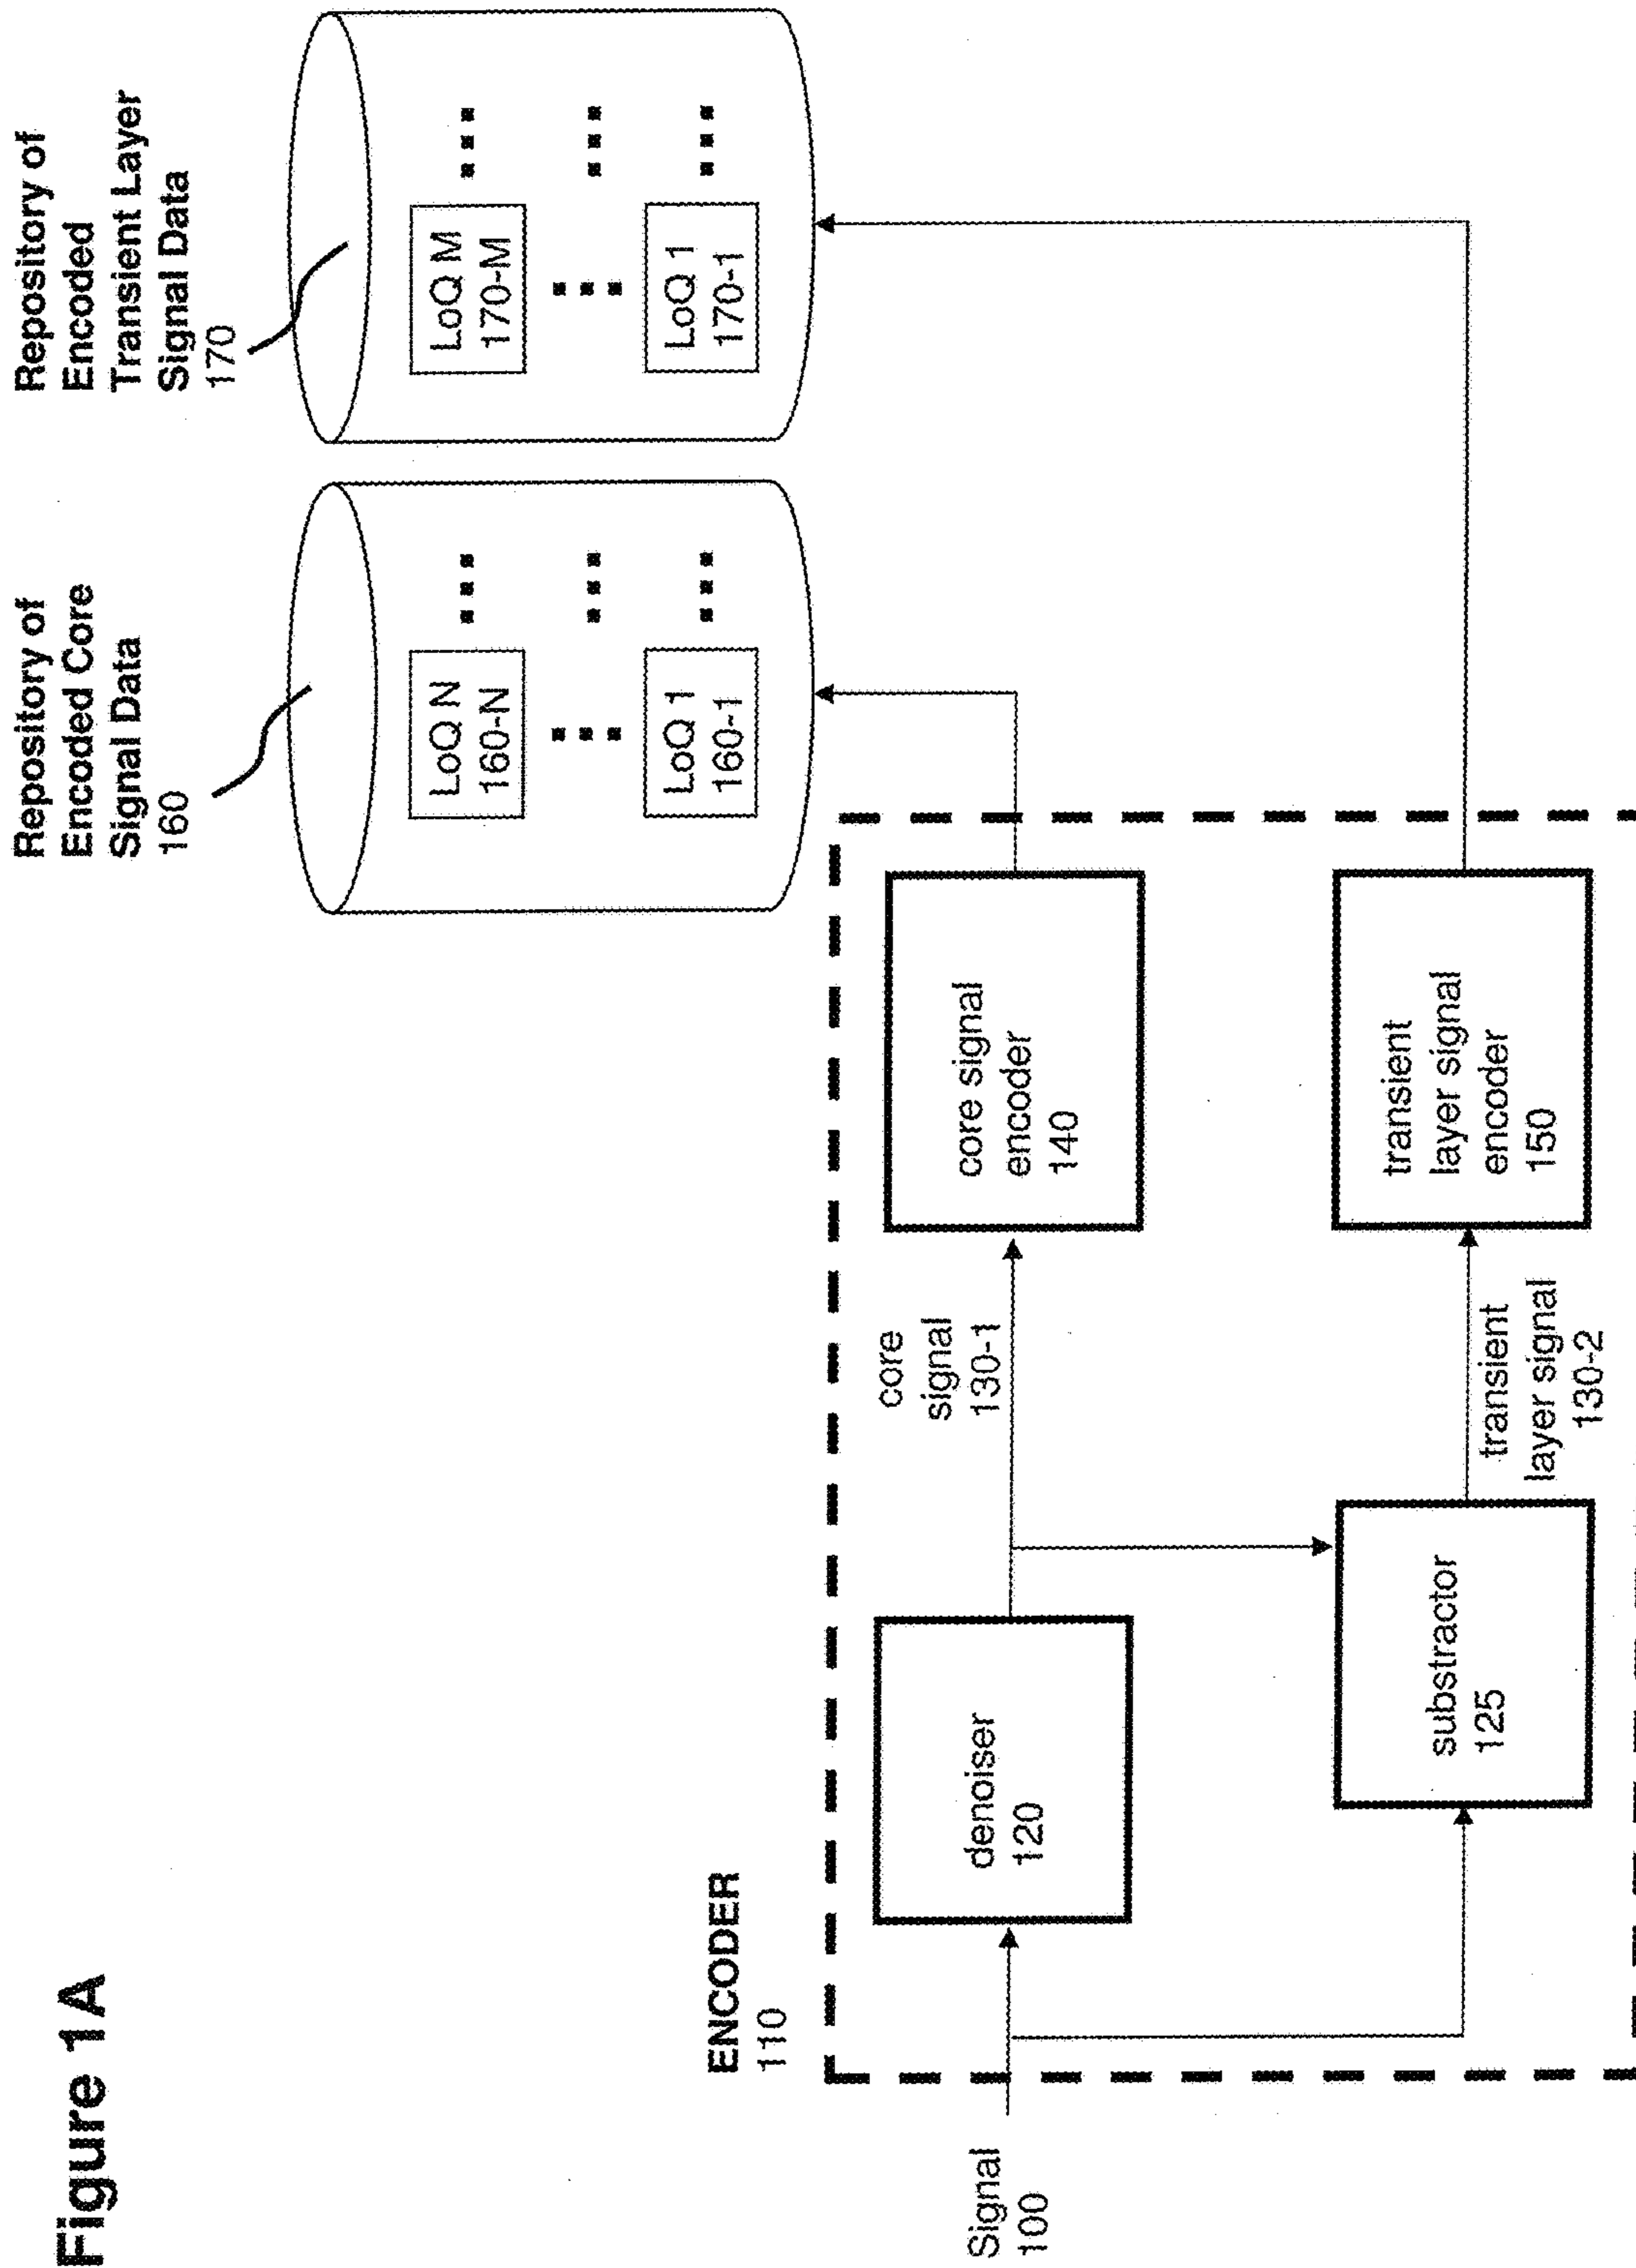 Figure 1A
Repository of
Encoded Core
Signal Data
160
Repository of
Encoded
Transient Layer
Signal Data
170
LoQ N
160-N
LoQ 1
160-1
LoQ M
170-M
LoQ 1
170-1
ENCODER
110
Signal
100
denoiser
120
core
signal
130-1
core signal
encoder
140
substractor
125
transient
layer signal
130-2
transient
layer signal
encoder
150